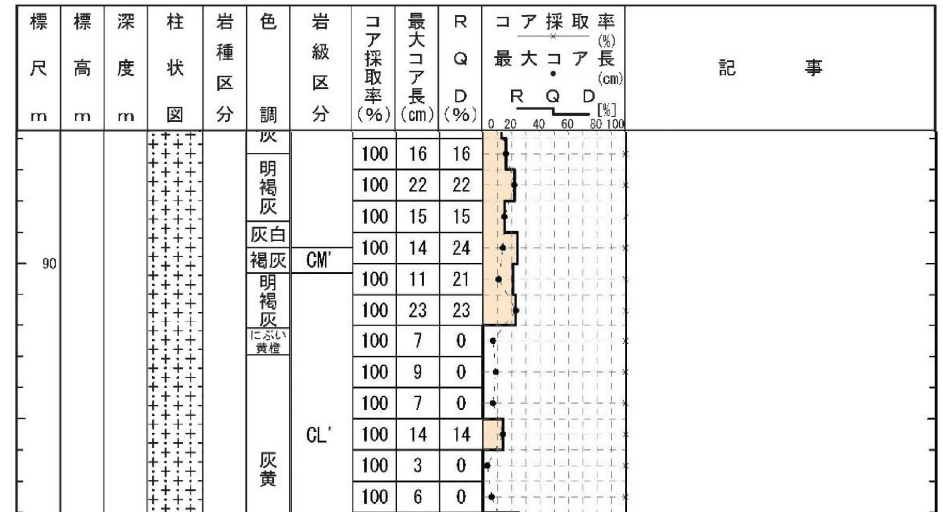 標尺m
標高m
深度m
柱状図
岩種区分
色調
岩級区分
コア採取率(%)
最大コア長(cm)
RQD(%)
コア採取率(%)
最大コア長(cm)
RQD[%]
0 20 40 60 80 100
記事
灰
100 16 16
明褐灰
100 22 22
100 15 15
灰白
100 14 24
90
褐灰
CM'
100 11 21
明褐灰
100 23 23
にぶい
黄橙
100 7 0
100 9 0
100 7 0
CL'
100 14 14
灰黄
100 3 0
100 6 0